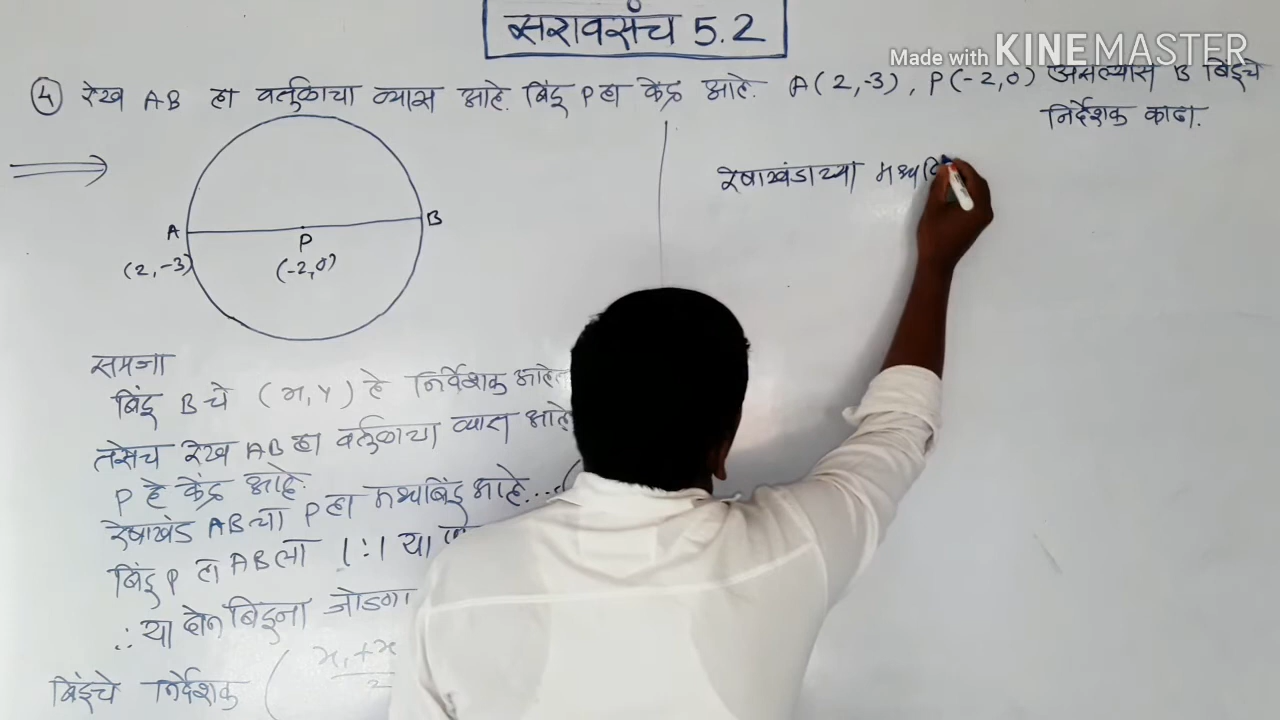 सरावसंच 5.2
Made with KINEMASTER
④ रेख AB हा वर्तुळाचा व्यास आहे. बिंदू P हा केंद्र आहे. A(2,-3), P(-2,0) असल्यास B बिंदूचे
निर्देशक काढा.
A
(2,-3)
P
(-2,0)
B
समजा
बिंदू B चे (x,y) हे निर्देशक आहेत
तसेच रेख AB हा वर्तुळाचा व्यास आहे
P हे केंद्र आहे.
रेषाखंड AB चा P हा मध्यबिंदू आहे...(
बिंदू P हा AB ला 1:1 या
∴ या दोन बिंदूंना जोडणा
बिंदूचे निर्देशक ( x₁+x
2
रेषाखंडाच्या मध्यबि